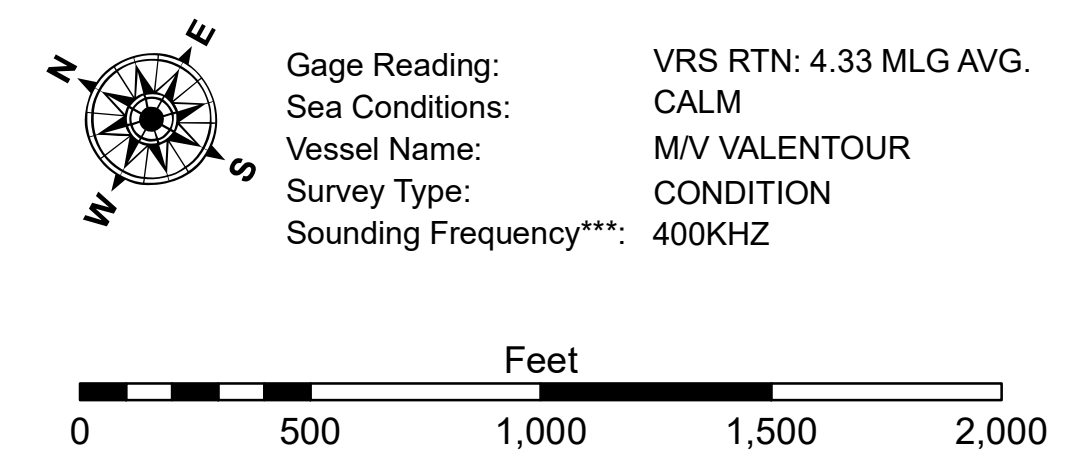 N
E
S
W
Gage Reading: VRS RTN: 4.33 MLG AVG.
Sea Conditions: CALM
Vessel Name: M/V VALENTOUR
Survey Type: CONDITION
Sounding Frequency***: 400KHZ
Feet
0 500 1,000 1,500 2,000